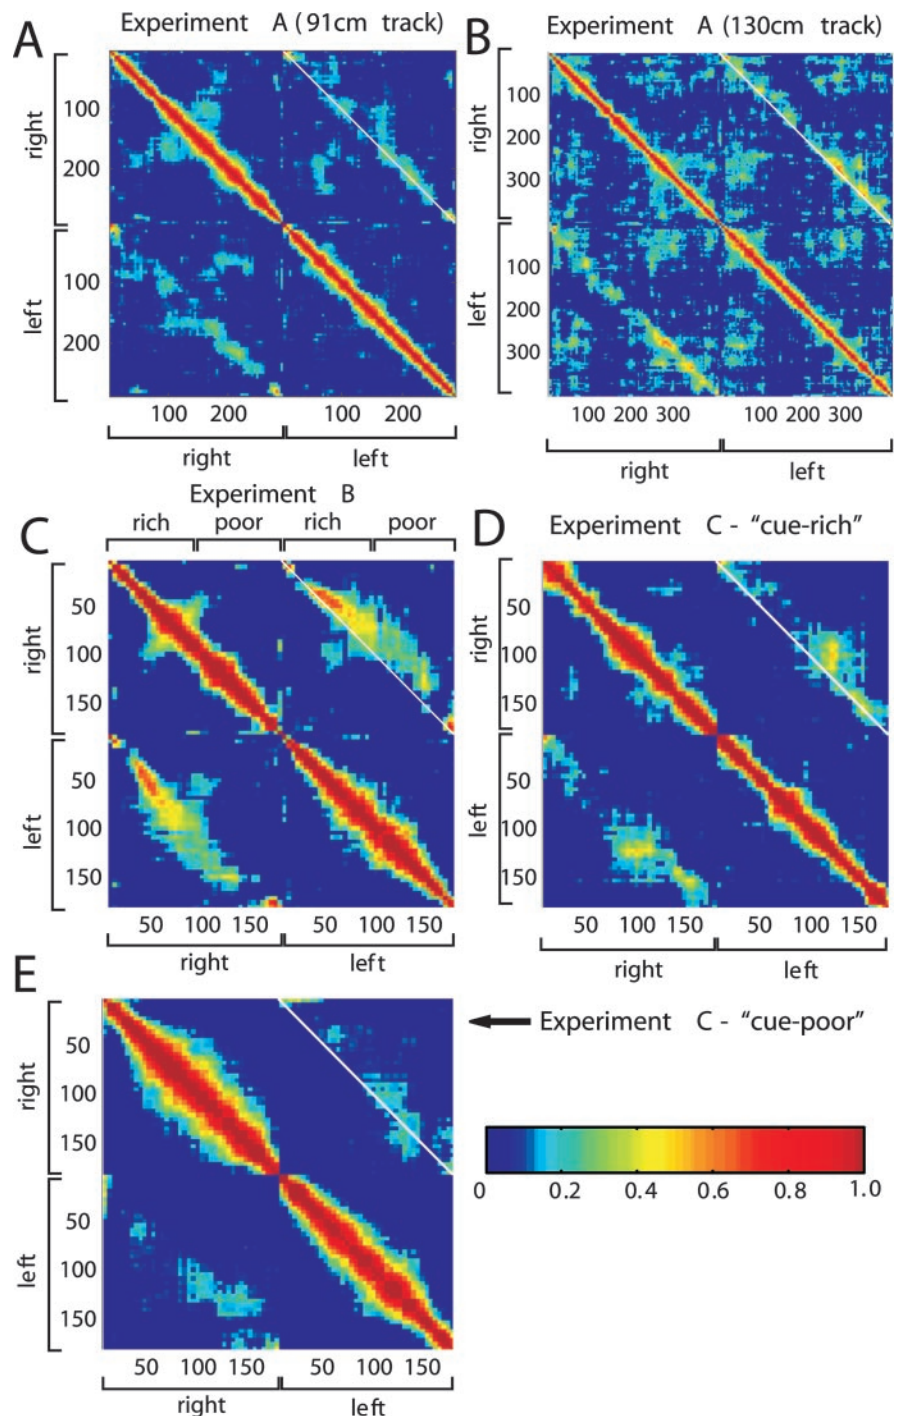 A Experiment A (91cm track)
right
100
200
left
100
200
100 200 100 200
right left
B Experiment A (130cm track)
right
100
200
300
left
100
200
300
100 200 300 100 200 300
right left
Experiment B
C rich poor rich poor
right
50
100
150
left
50
100
150
50 100 150 50 100 150
right left
D Experiment C - “cue-rich”
right
50
100
150
left
50
100
150
50 100 150 50 100 150
right left
E
right
50
100
150
left
50
100
150
50 100 150 50 100 150
right left
Experiment C - “cue-poor”
0 0.2 0.4 0.6 0.8 1.0